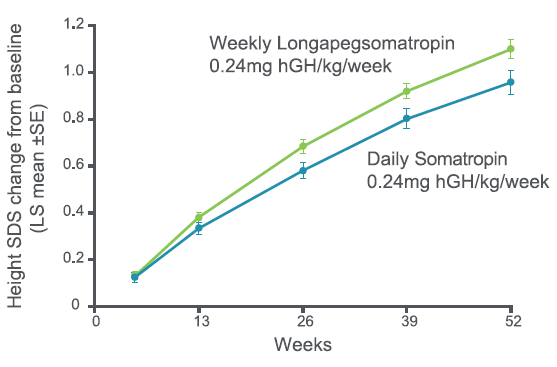 Height SDS change from baseline
(LS mean ±SE)
1.2
1.0
0.8
0.6
0.4
0.2
0
Weekly Longapegsomatropin
0.24mg hGH/kg/week
Daily Somatropin
0.24mg hGH/kg/week
0 13 26 39 52
Weeks